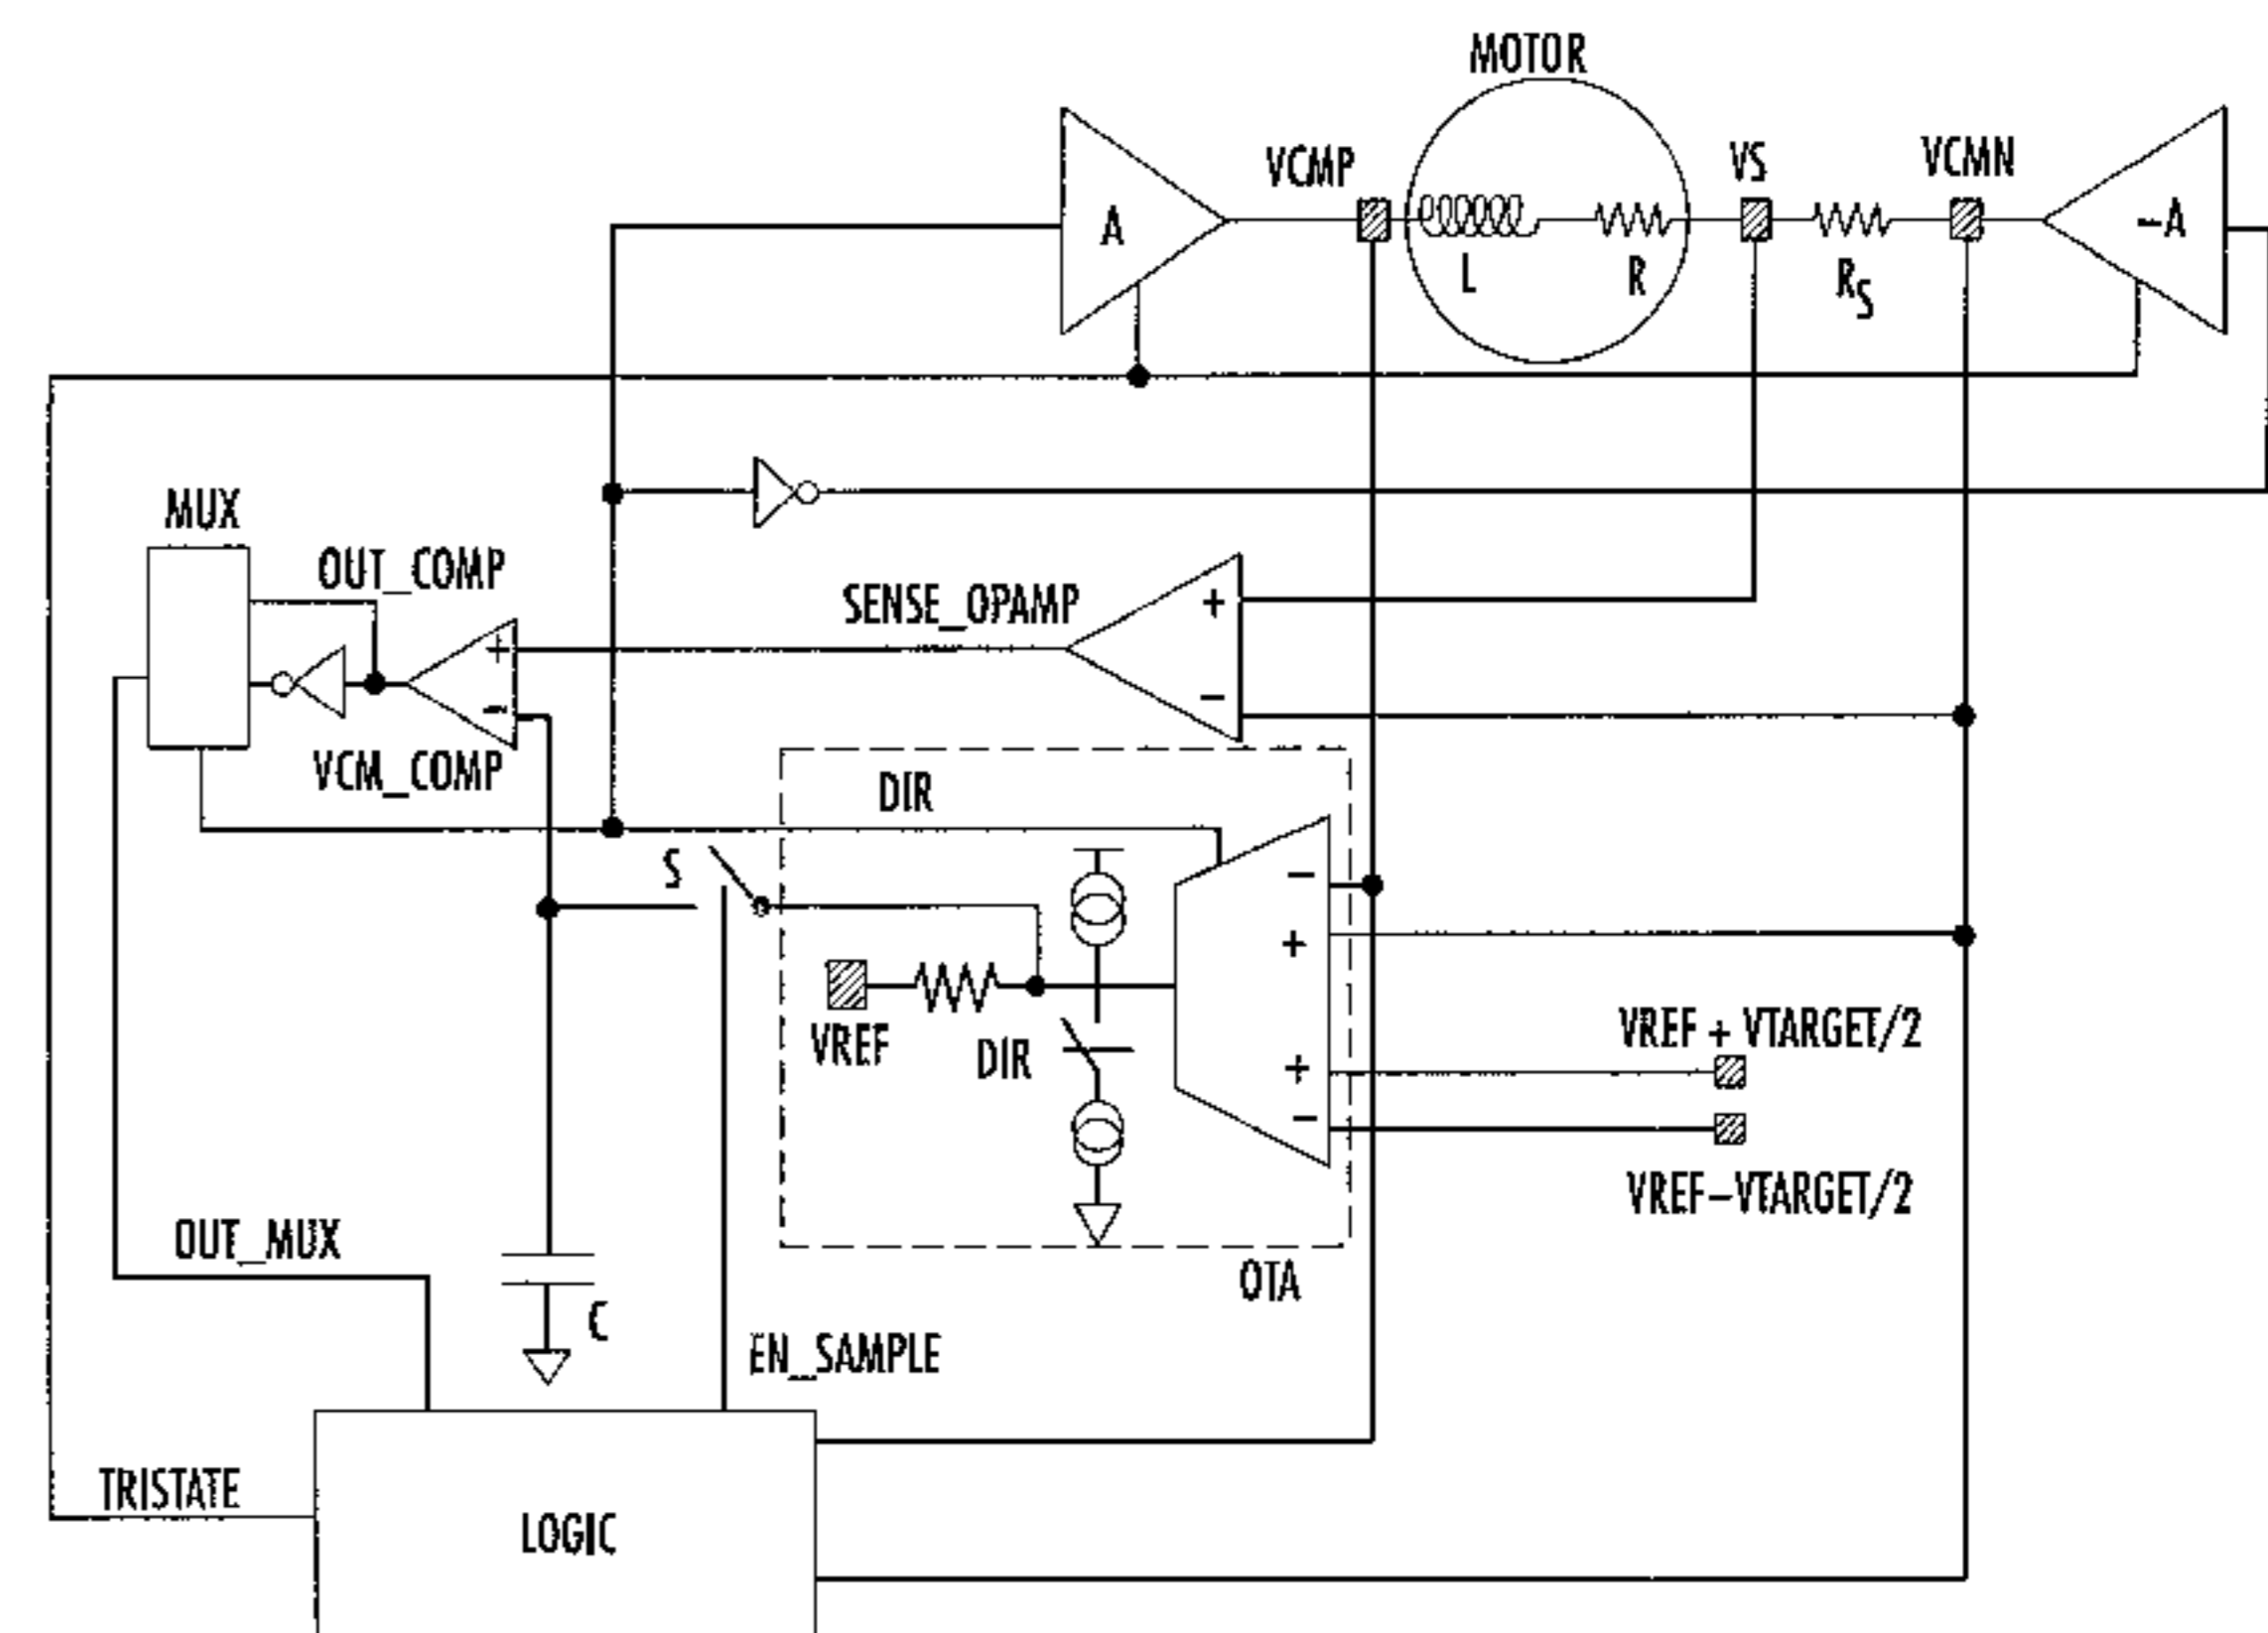 MOTOR
VCMP
VS
VCMN
A
-A
L
R
RS
MUX
OUT_COMP
SENSE_OPAMP
+
-
+
-
VCM_COMP
DIR
S
-
+
VREF
DIR
+
-
VREF + VTARGET/2
VREF-VTARGET/2
OTA
OUT_MUX
C
EN_SAMPLE
TRISTATE
LOGIC